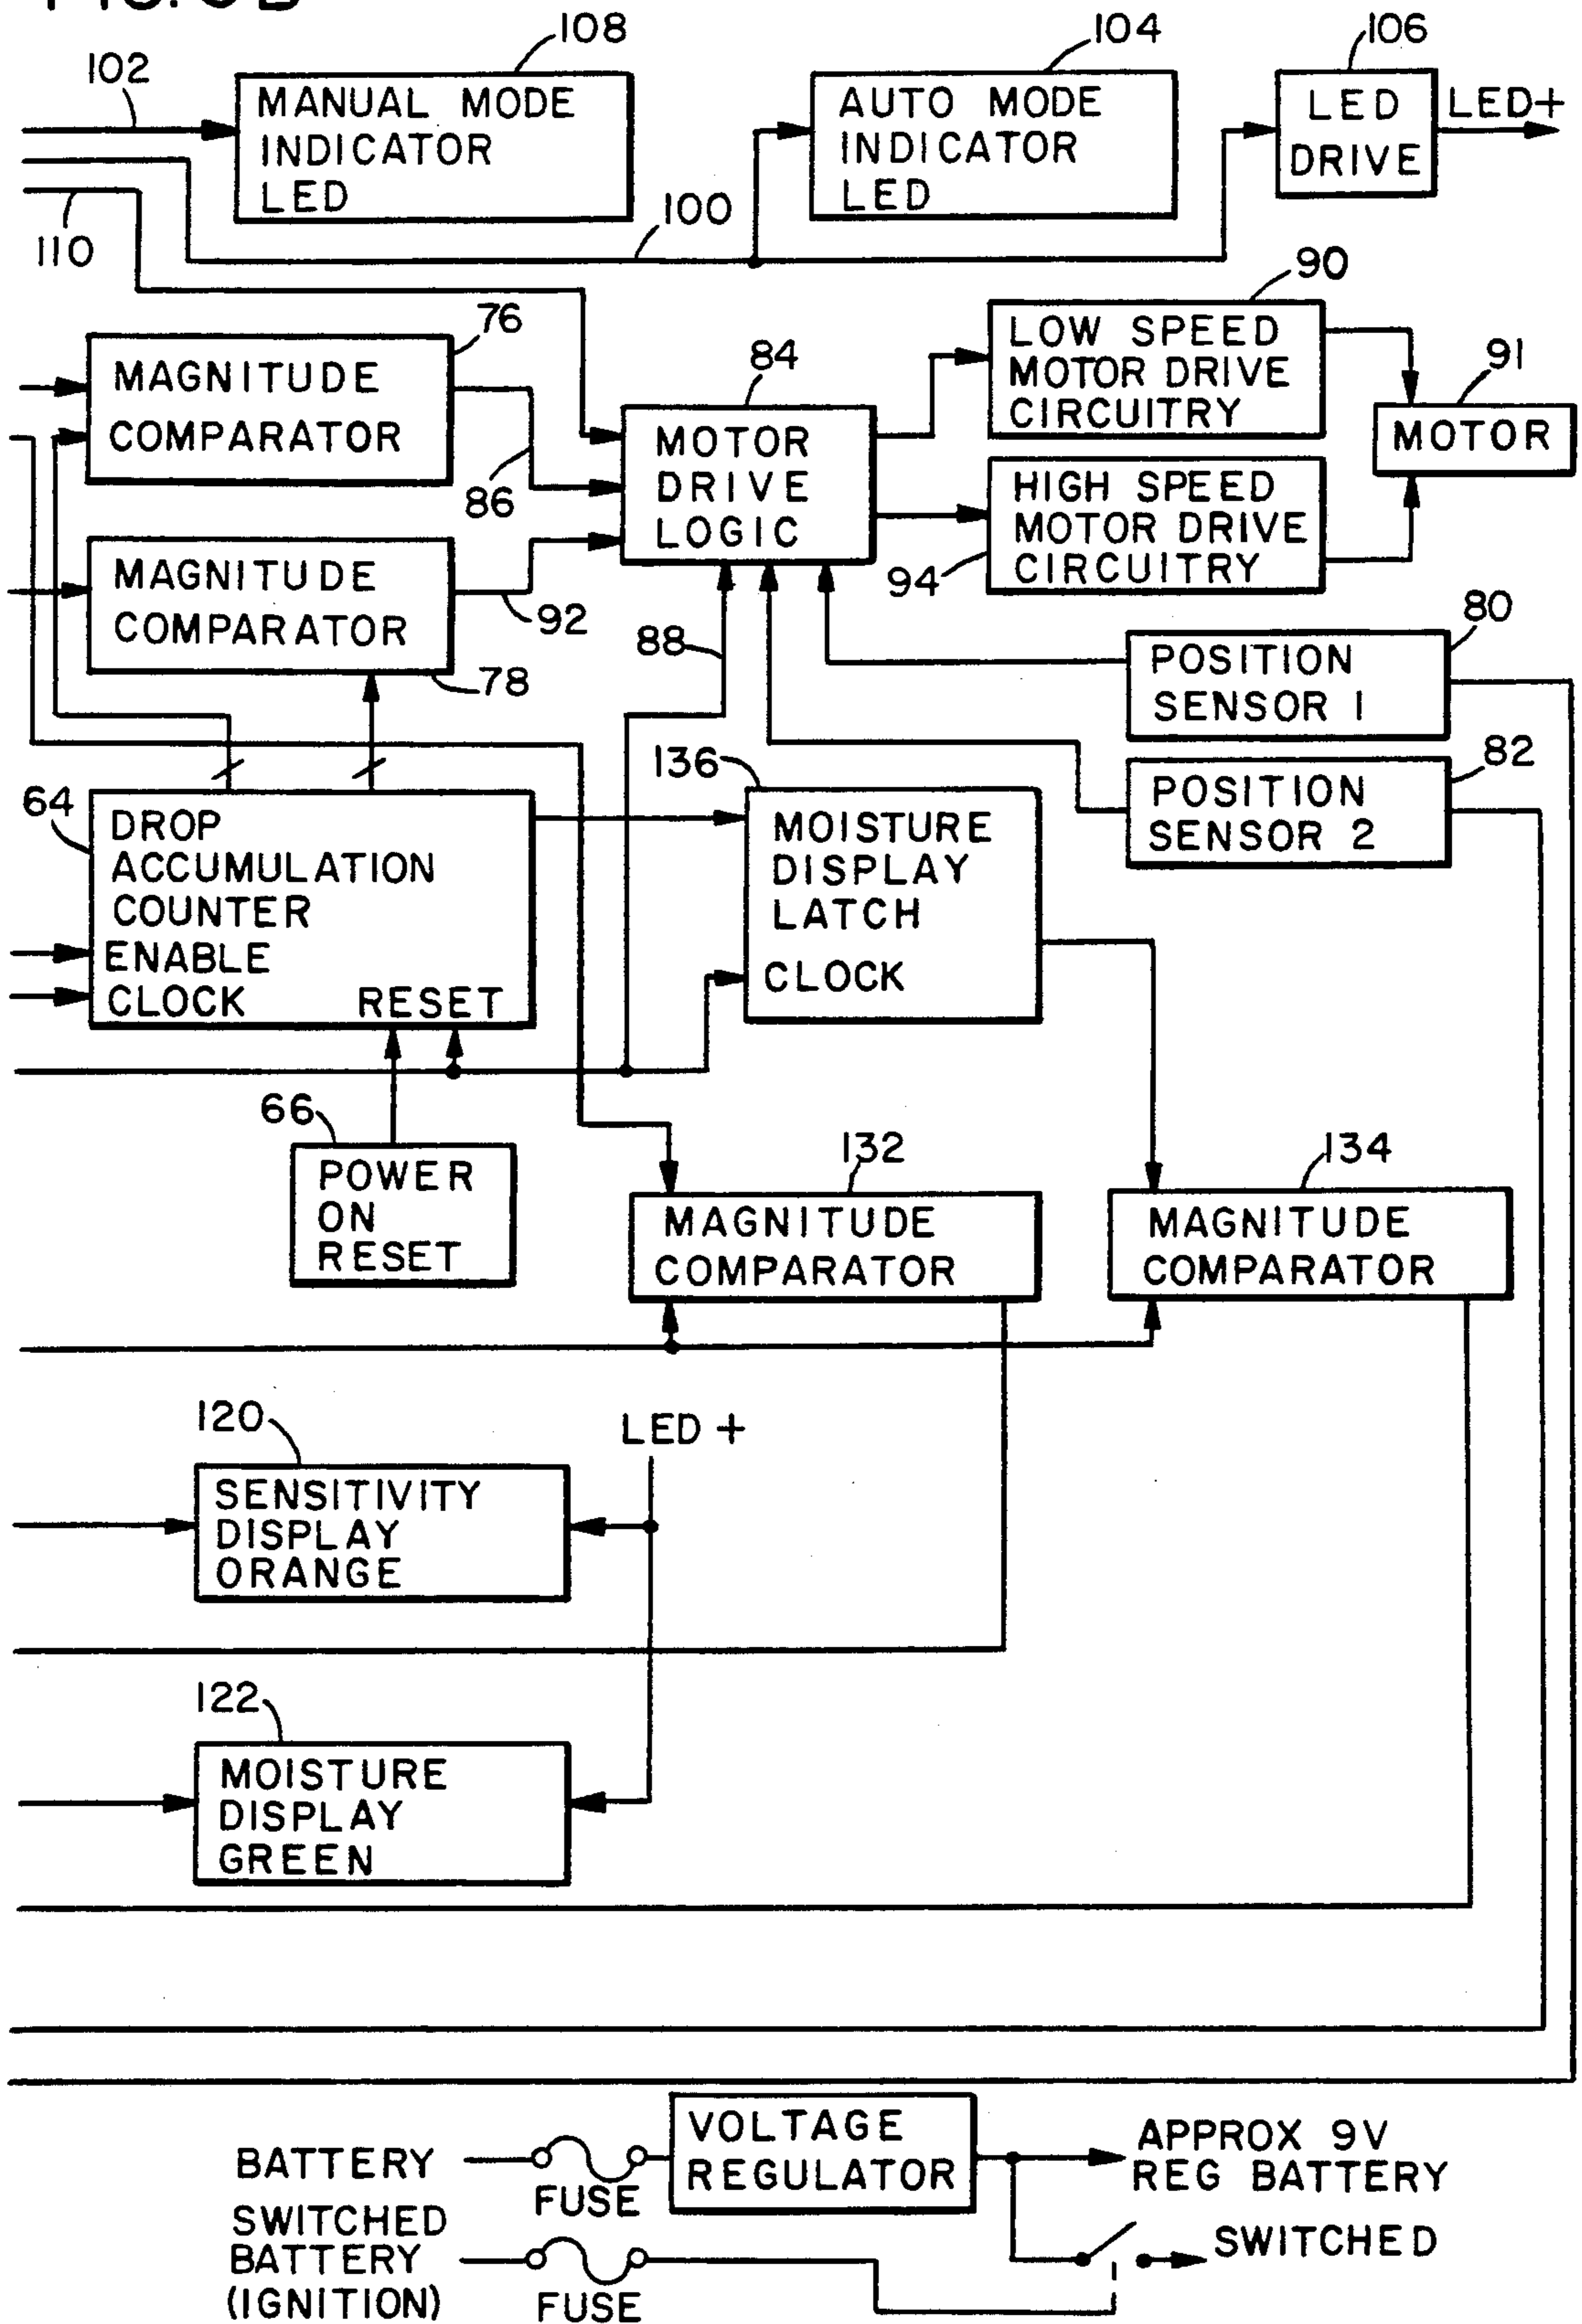 108
104
106
102
MANUAL MODE
INDICATOR
LED
AUTO MODE
INDICATOR
LED
LED
DRIVE
LED+
110
100
90
76
MAGNITUDE
COMPARATOR
84
LOW SPEED
MOTOR DRIVE
CIRCUITRY
91
MOTOR
MOTOR
DRIVE
LOGIC
86
HIGH SPEED
MOTOR DRIVE
CIRCUITRY
94
MAGNITUDE
COMPARATOR
92
78
88
80
POSITION
SENSOR 1
136
82
POSITION
SENSOR 2
64
DROP
ACCUMULATION
COUNTER
ENABLE
CLOCK RESET
MOISTURE
DISPLAY
LATCH
CLOCK
66
POWER
ON
RESET
132
MAGNITUDE
COMPARATOR
134
MAGNITUDE
COMPARATOR
120
LED +
SENSITIVITY
DISPLAY
ORANGE
122
MOISTURE
DISPLAY
GREEN
BATTERY
FUSE
VOLTAGE
REGULATOR
APPROX 9V
REG BATTERY
SWITCHED
BATTERY
(IGNITION)
FUSE
SWITCHED